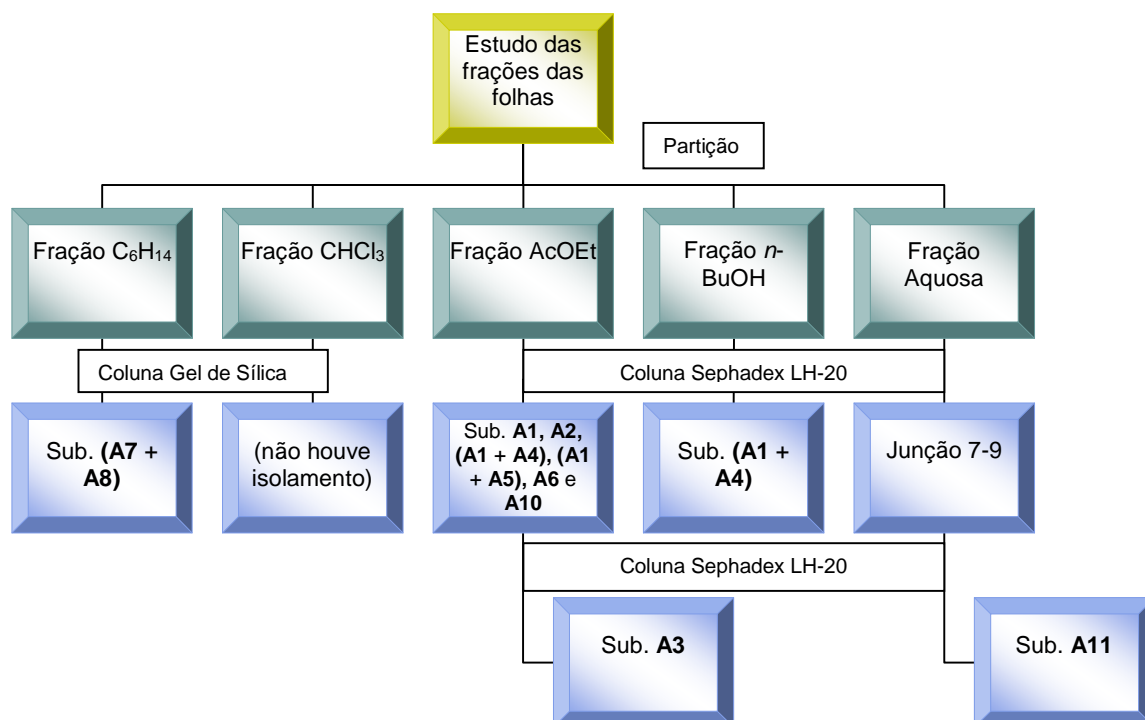 Estudo das
frações das
folhas
Partição
Fração C₆H₁₄
Fração CHCl₃
Fração AcOEt
Fração n-
BuOH
Fração
Aquosa
Coluna Gel de Sílica
Coluna Sephadex LH-20
Sub. (A7 +
A8)
(não houve
isolamento)
Sub. A1, A2,
(A1 + A4), (A1
+ A5), A6 e
A10
Sub. (A1 +
A4)
Junção 7-9
Coluna Sephadex LH-20
Sub. A3
Sub. A11